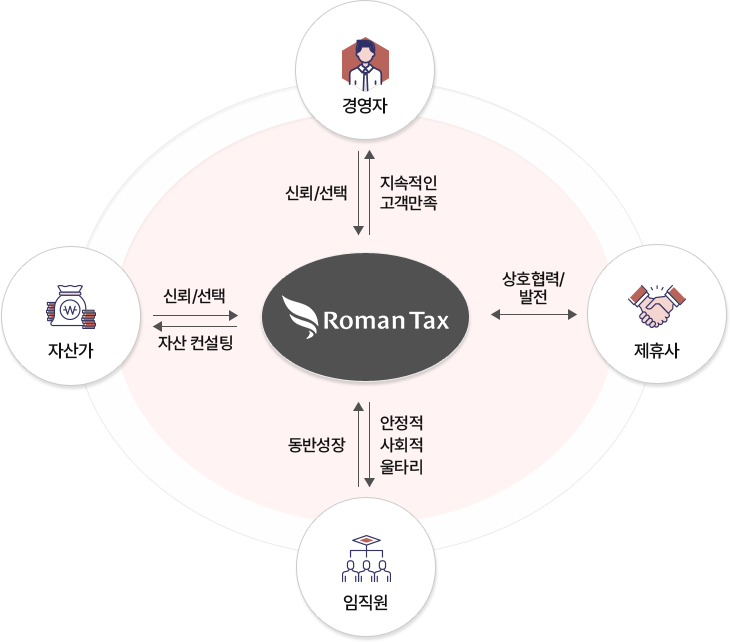 경영자
신뢰/선택
지속적인
고객만족
자산가
신뢰/선택
자산 컨설팅
Roman Tax
상호협력/
발전
제휴사
동반성장
안정적
사회적
울타리
임직원